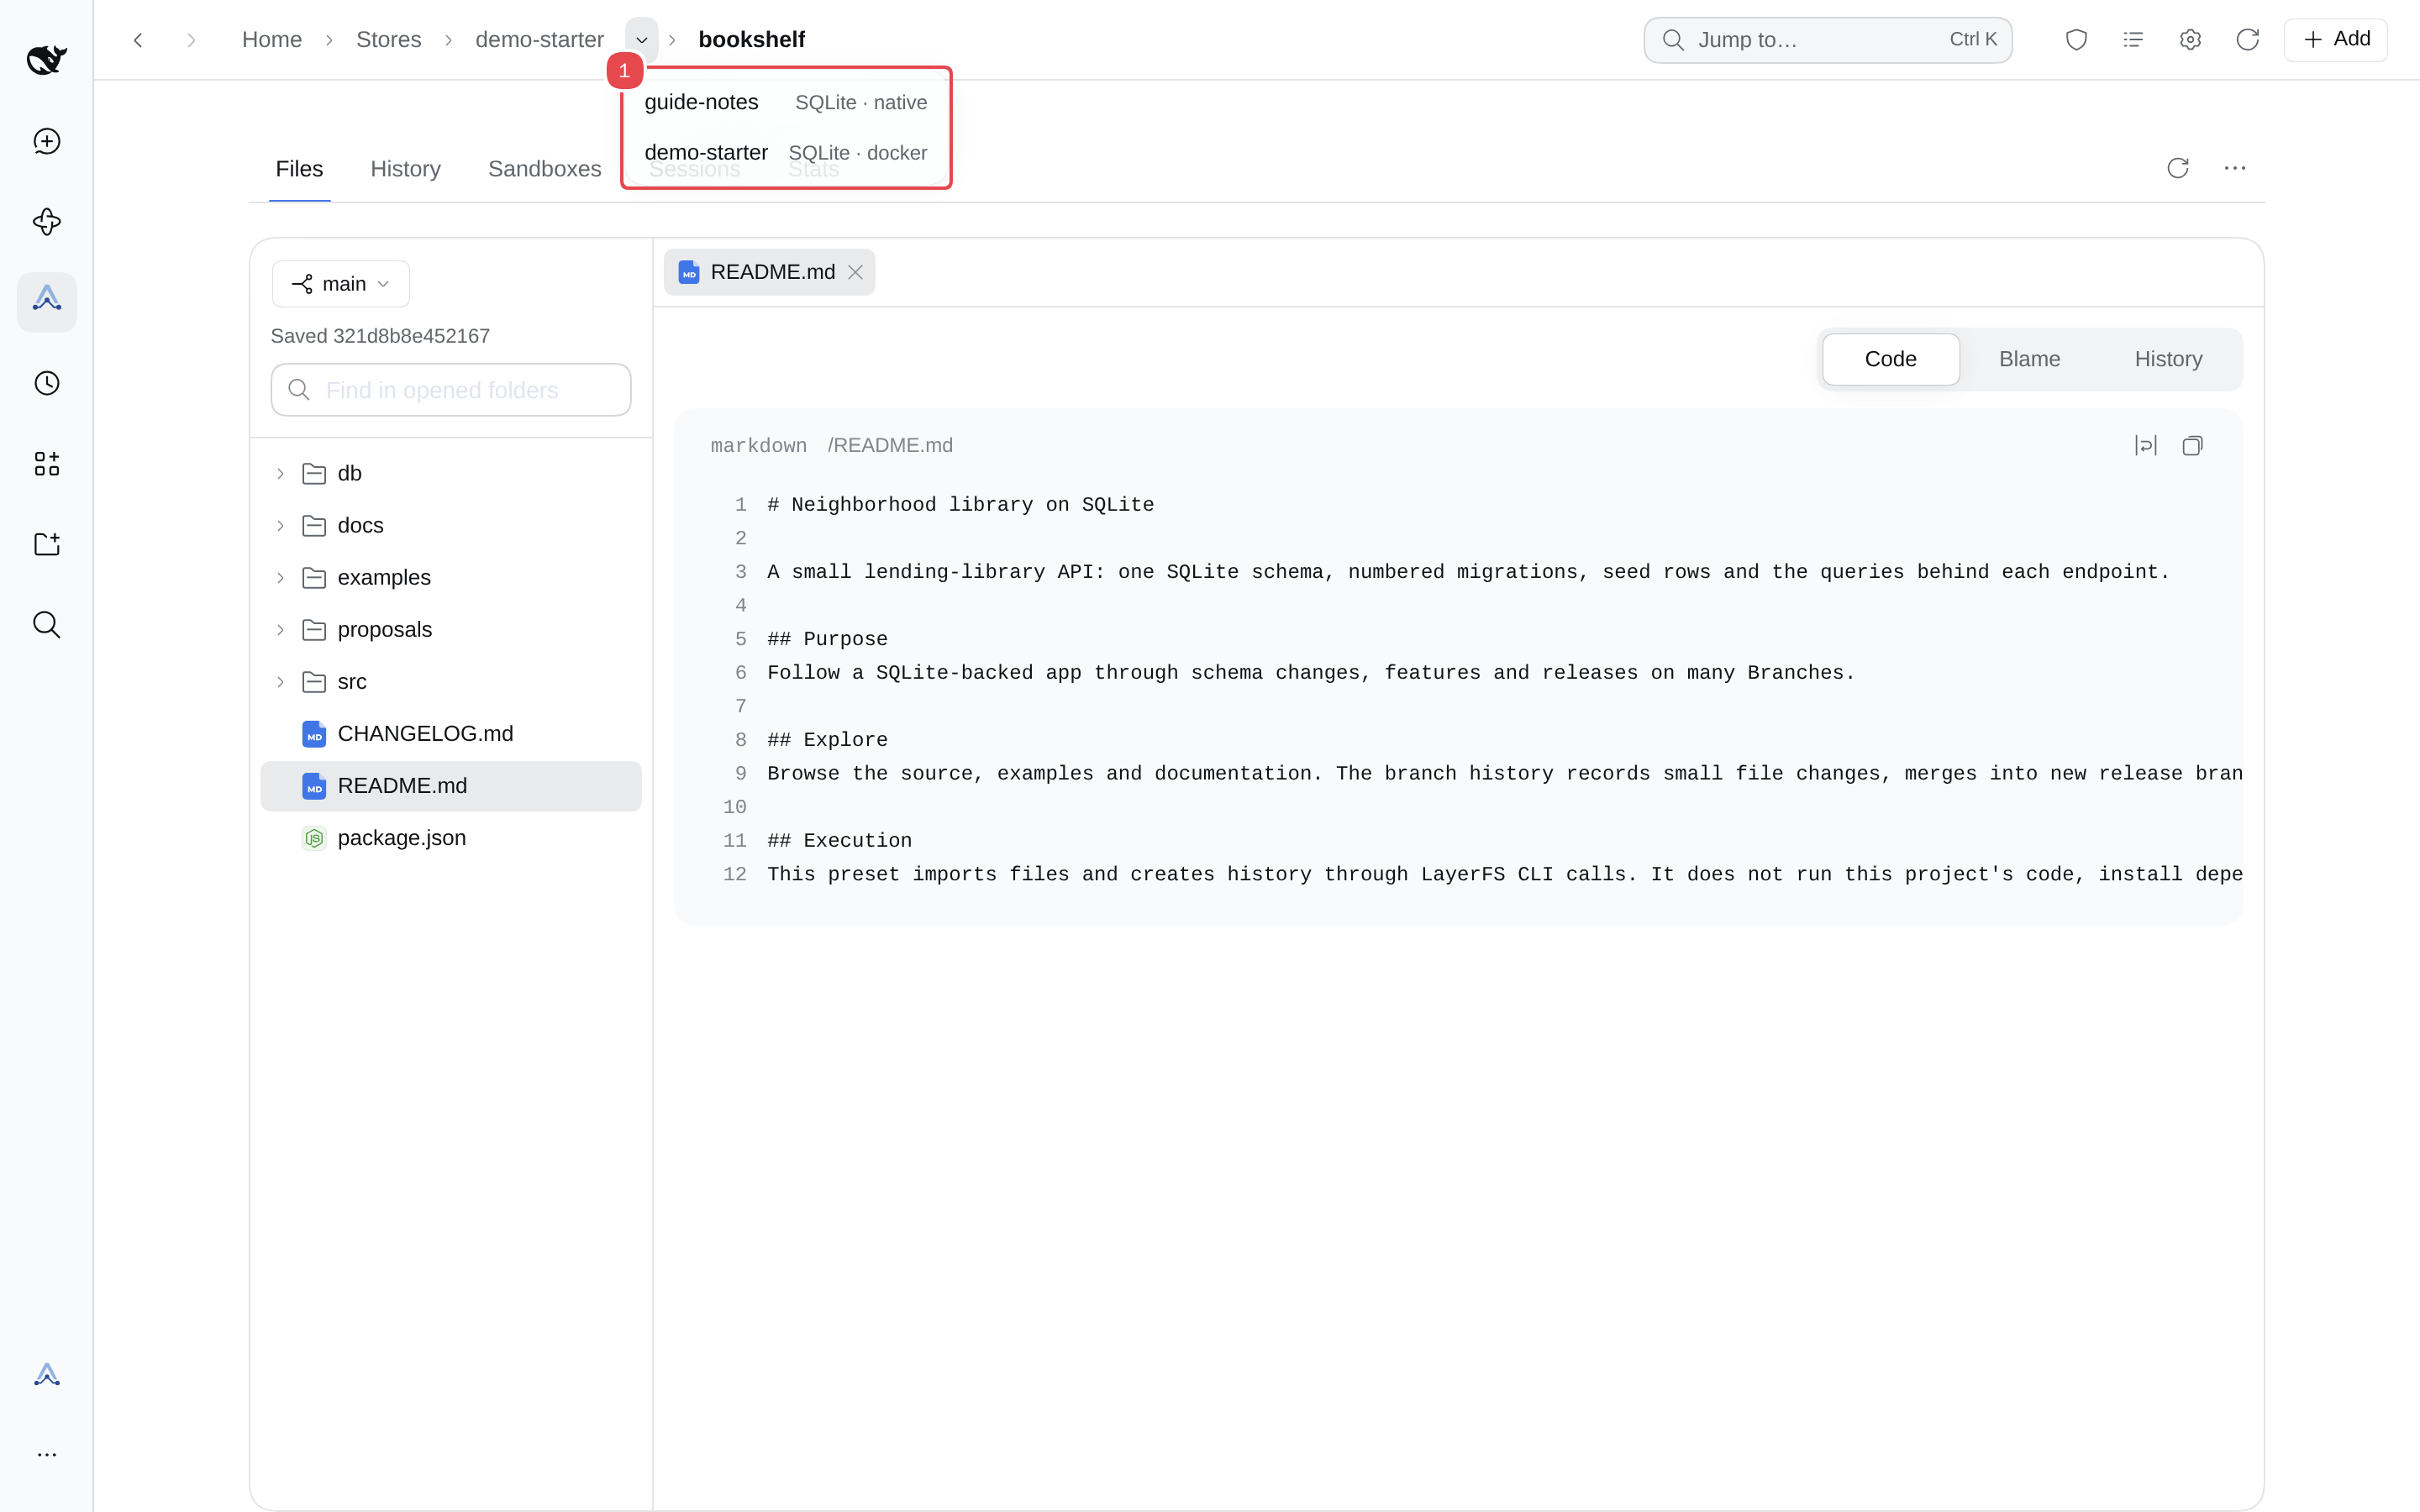 Home
Stores
demo-starter
bookshelf
Jump to…
Ctrl K
Add
1
guide-notes SQLite · native
demo-starter SQLite · docker
Files
History
Sandboxes
Sessions
Stats
main
Saved 321d8b8e452167
Find in opened folders
db
docs
examples
proposals
src
MD CHANGELOG.md
MD README.md
JS package.json
MD README.md
Code
Blame
History
markdown /README.md
1 # Neighborhood library on SQLite
2
3 A small lending-library API: one SQLite schema, numbered migrations, seed rows and the queries behind each endpoint.
4
5 ## Purpose
6 Follow a SQLite-backed app through schema changes, features and releases on many Branches.
7
8 ## Explore
9 Browse the source, examples and documentation. The branch history records small file changes, merges into new release bran
10
11 ## Execution
12 This preset imports files and creates history through LayerFS CLI calls. It does not run this project's code, install depe